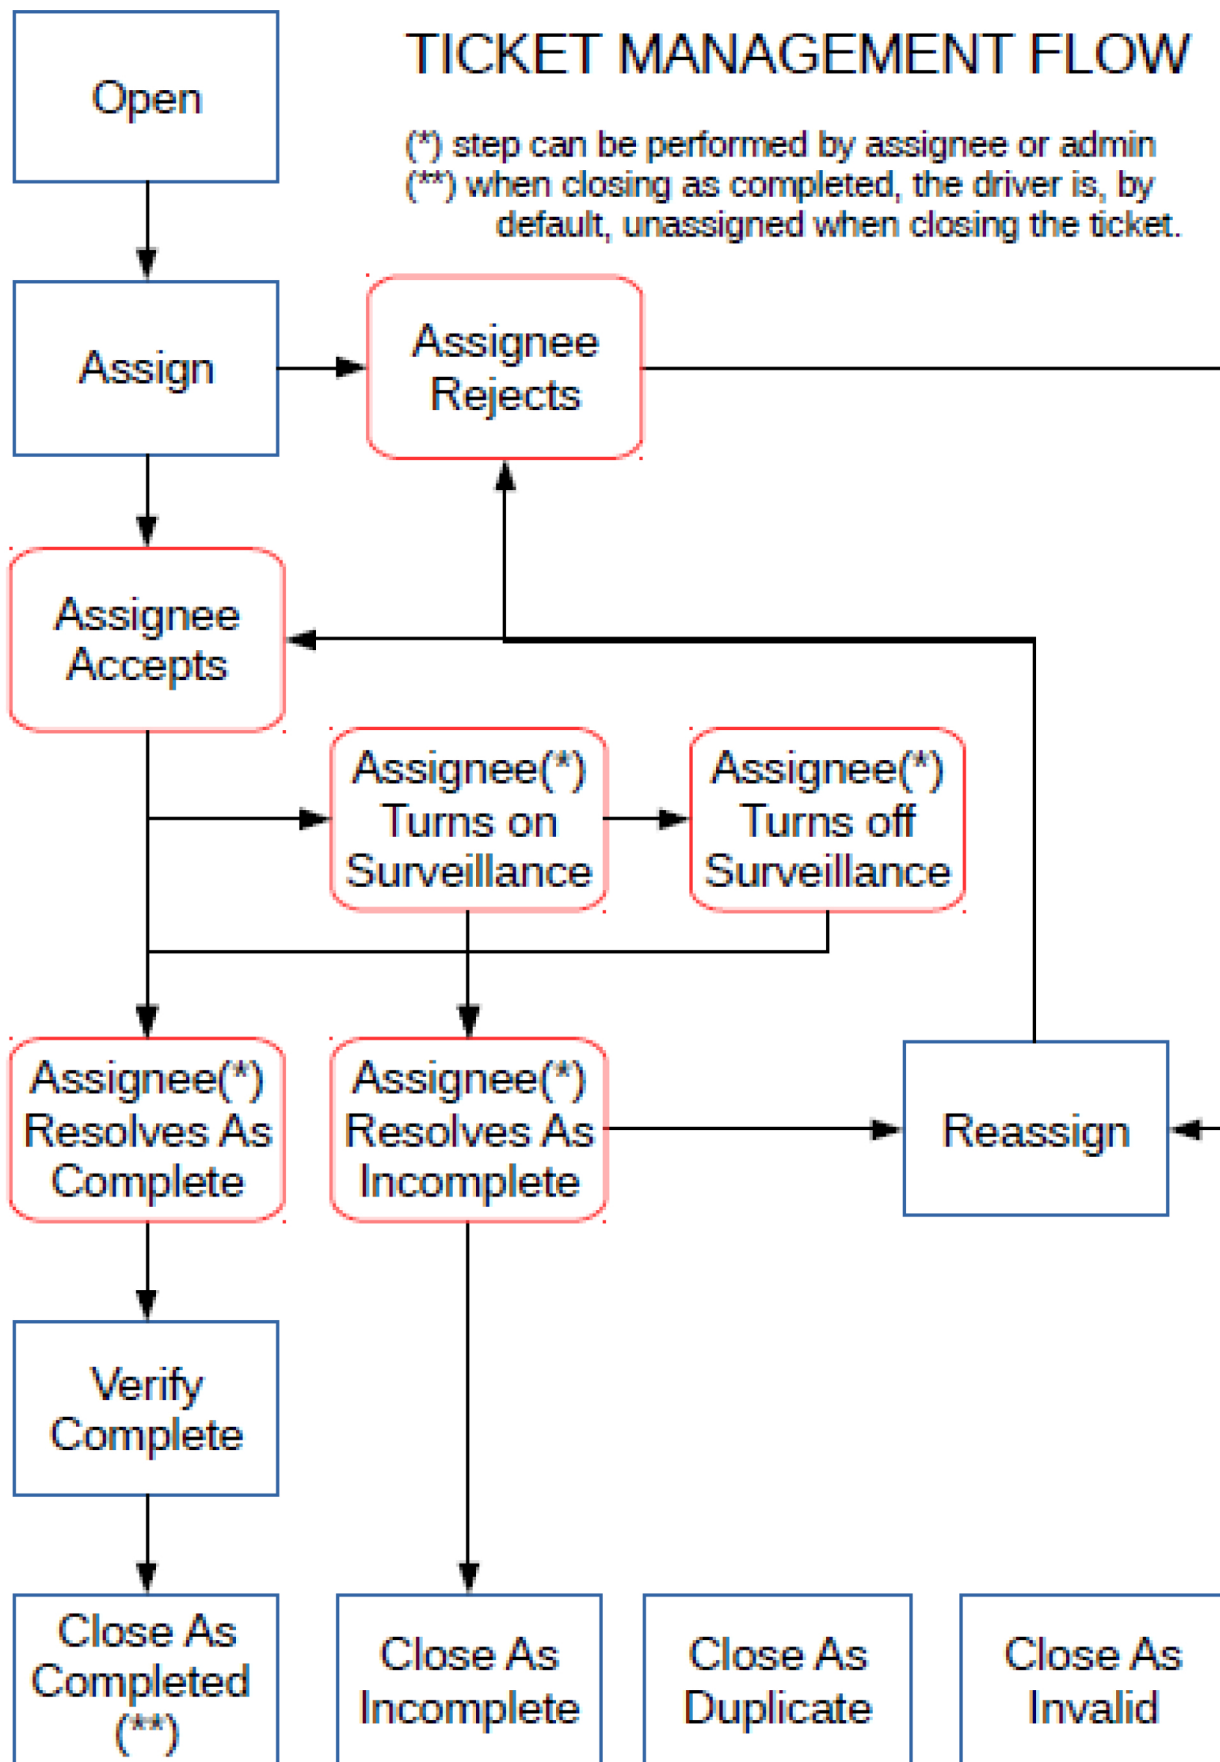 TICKET MANAGEMENT FLOW
(*) step can be performed by assignee or admin
(**) when closing as completed, the driver is, by
default, unassigned when closing the ticket.
Open
Assign
Assignee
Rejects
Assignee
Accepts
Assignee(*)
Turns on
Surveillance
Assignee(*)
Turns off
Surveillance
Assignee(*)
Resolves As
Complete
Assignee(*)
Resolves As
Incomplete
Reassign
Verify
Complete
Close As
Completed
(**)
Close As
Incomplete
Close As
Duplicate
Close As
Invalid